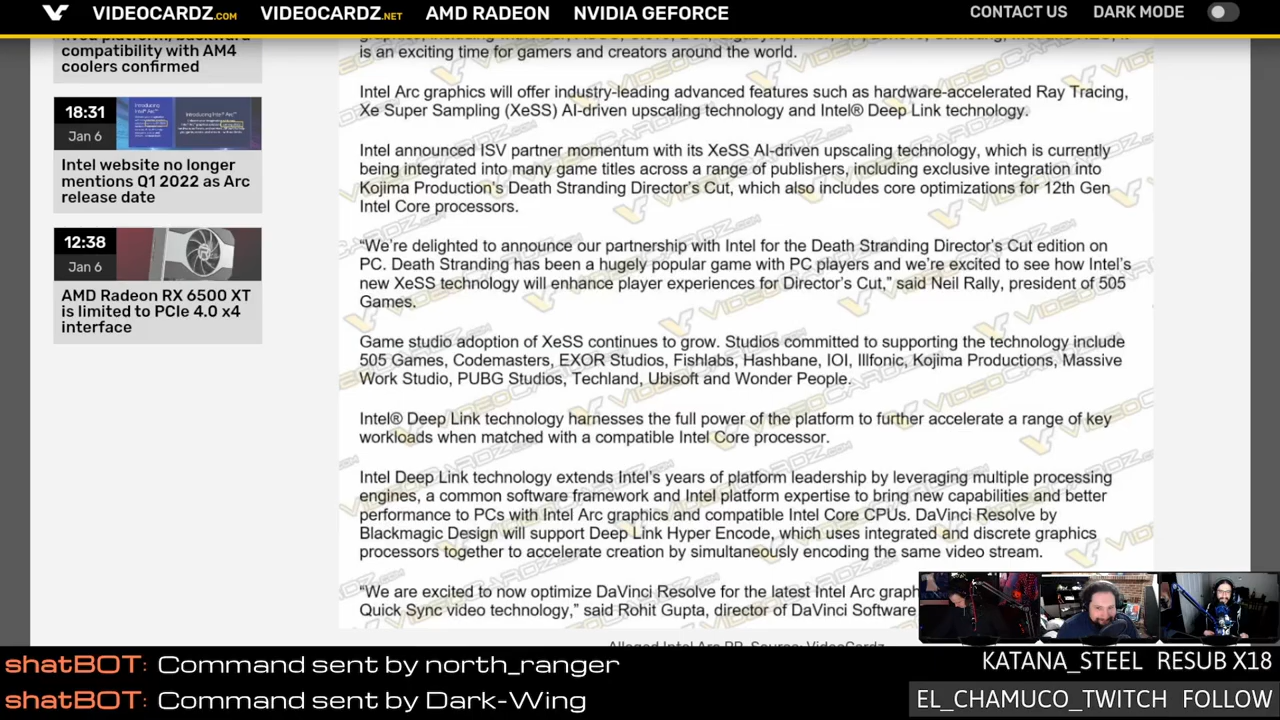 VIDEOCARDZ.COM VIDEOCARDZ.NET AMD RADEON NVIDIA GEFORCE CONTACT US DARK MODE
compatibility with AM4
coolers confirmed
18:31
Jan 6
Intel website no longer
mentions Q1 2022 as Arc
release date
12:38
Jan 6
AMD Radeon RX 6500 XT
is limited to PCIe 4.0 x4
interface
is an exciting time for gamers and creators around the world.
Intel Arc graphics will offer industry-leading advanced features such as hardware-accelerated Ray Tracing,
Xe Super Sampling (XeSS) AI-driven upscaling technology and Intel® Deep Link technology.
Intel announced ISV partner momentum with its XeSS AI-driven upscaling technology, which is currently
being integrated into many game titles across a range of publishers, including exclusive integration into
Kojima Production's Death Stranding Director's Cut, which also includes core optimizations for 12th Gen
Intel Core processors.
“We're delighted to announce our partnership with Intel for the Death Stranding Director's Cut edition on
PC. Death Stranding has been a hugely popular game with PC players and we're excited to see how Intel's
new XeSS technology will enhance player experiences for Director's Cut,” said Neil Rally, president of 505
Games.
Game studio adoption of XeSS continues to grow. Studios committed to supporting the technology include
505 Games, Codemasters, EXOR Studios, Fishlabs, Hashbane, IOI, Illfonic, Kojima Productions, Massive
Work Studio, PUBG Studios, Techland, Ubisoft and Wonder People.
Intel® Deep Link technology harnesses the full power of the platform to further accelerate a range of key
workloads when matched with a compatible Intel Core processor.
Intel Deep Link technology extends Intel's years of platform leadership by leveraging multiple processing
engines, a common software framework and Intel platform expertise to bring new capabilities and better
performance to PCs with Intel Arc graphics and compatible Intel Core CPUs. DaVinci Resolve by
Blackmagic Design will support Deep Link Hyper Encode, which uses integrated and discrete graphics
processors together to accelerate creation by simultaneously encoding the same video stream.
“We are excited to now optimize DaVinci Resolve for the latest Intel Arc
Quick Sync video technology,” said Rohit Gupta, director of DaVinci Software
shatBOT: Command sent by north_ranger
shatBOT: Command sent by Dark-Wing
KATANA_STEEL RESUB X18
EL_CHAMUCO_TWITCH FOLLOW